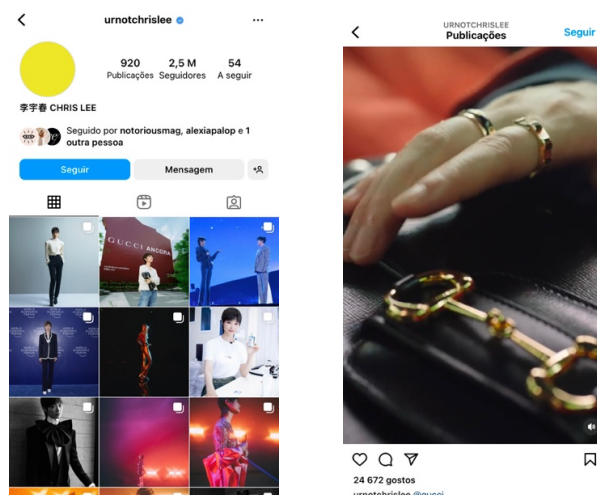 urnotchrislee
920
2,5 M
54
Publicações
Seguidores
A seguir
李宇春 CHRIS LEE
Seguido por notoriousmag, alexiapalop e 1
outra pessoa
Seguir
Mensagem
GUCCI ANCORA
URNOTCHRISLEE
Publicações
Seguir
24 672 gostos
urnotchrislee @gucci